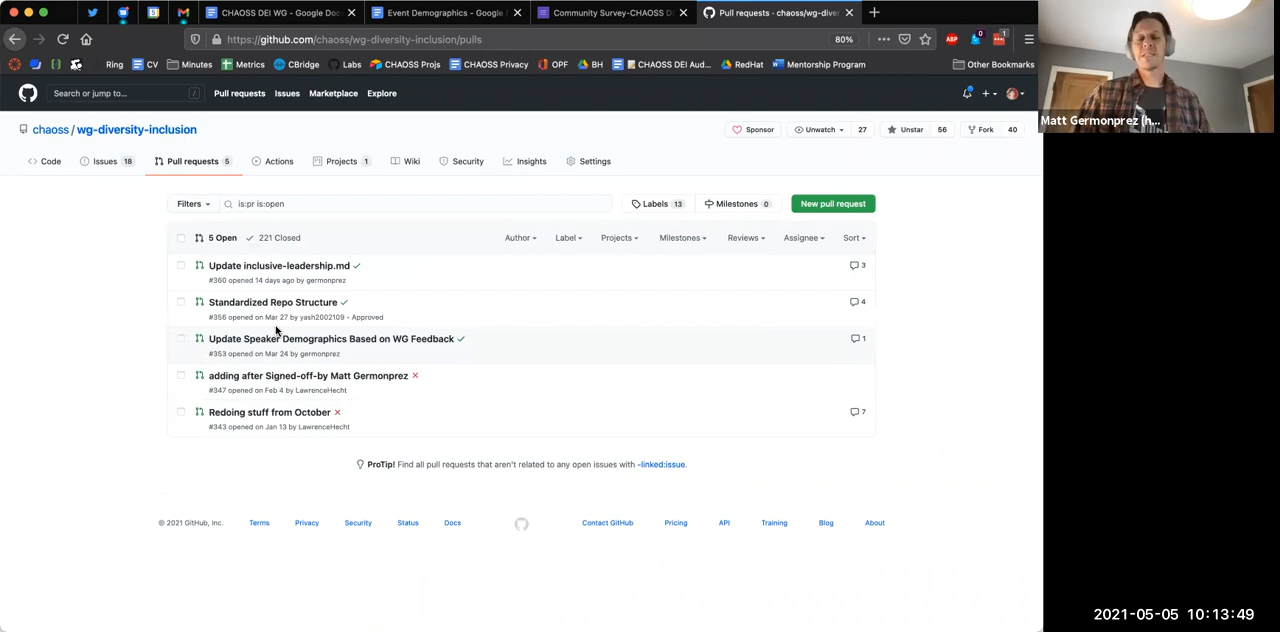 CHAOSS DEI WG - Google Doc
Event Demographics - Google
Community Survey-CHAOSS D
Pull requests · chaoss/wg-diver
https://github.com/chaoss/wg-diversity-inclusion/pulls
80%
ABP
0
1
Ring
CV
Minutes
Metrics
CBridge
Labs
CHAOSS Projs
CHAOSS Privacy
OPF
BH
CHAOSS DEI Aud...
RedHat
Mentorship Program
Other Bookmarks
Search or jump to...
/
Pull requests
Issues
Marketplace
Explore
Matt Germonprez (h...
chaoss / wg-diversity-inclusion
Sponsor
Unwatch
27
Unstar
56
Fork
40
Code
Issues 18
Pull requests 5
Actions
Projects 1
Wiki
Security
Insights
Settings
Filters
is:pr is:open
Labels 13
Milestones 0
New pull request
5 Open
221 Closed
Author
Label
Projects
Milestones
Reviews
Assignee
Sort
Update inclusive-leadership.md
3
#360 opened 14 days ago by germonprez
Standardized Repo Structure
4
#356 opened on Mar 27 by yash2002109 • Approved
Update Speaker Demographics Based on WG Feedback
1
#353 opened on Mar 24 by germonprez
adding after Signed-off-by Matt Germonprez
#347 opened on Feb 4 by LawrenceHecht
Redoing stuff from October
7
#343 opened on Jan 13 by LawrenceHecht
ProTip! Find all pull requests that aren't related to any open issues with -linked:issue.
© 2021 GitHub, Inc.
Terms
Privacy
Security
Status
Docs
Contact GitHub
Pricing
API
Training
Blog
About
2021-05-05 10:13:49